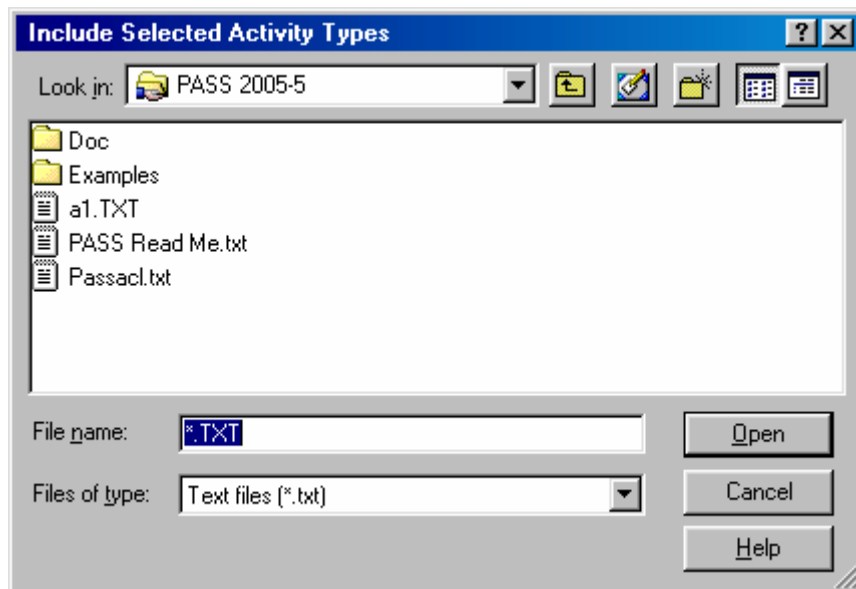 Include Selected Activity Types
Look in: PASS 2005-5
Doc
Examples
a1.TXT
PASS Read Me.txt
Passacl.txt
File name: *.TXT Open
Files of type: Text files (*.txt) Cancel
Help